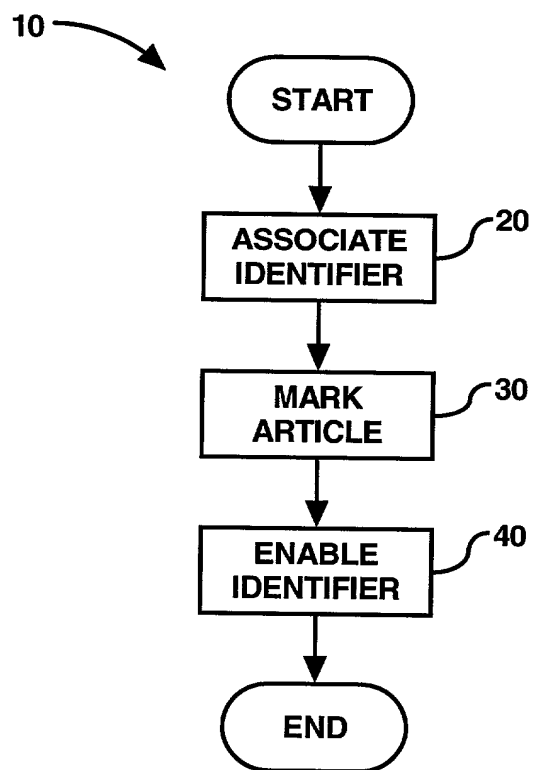 10
START
ASSOCIATE
IDENTIFIER
20
MARK
ARTICLE
30
ENABLE
IDENTIFIER
40
END